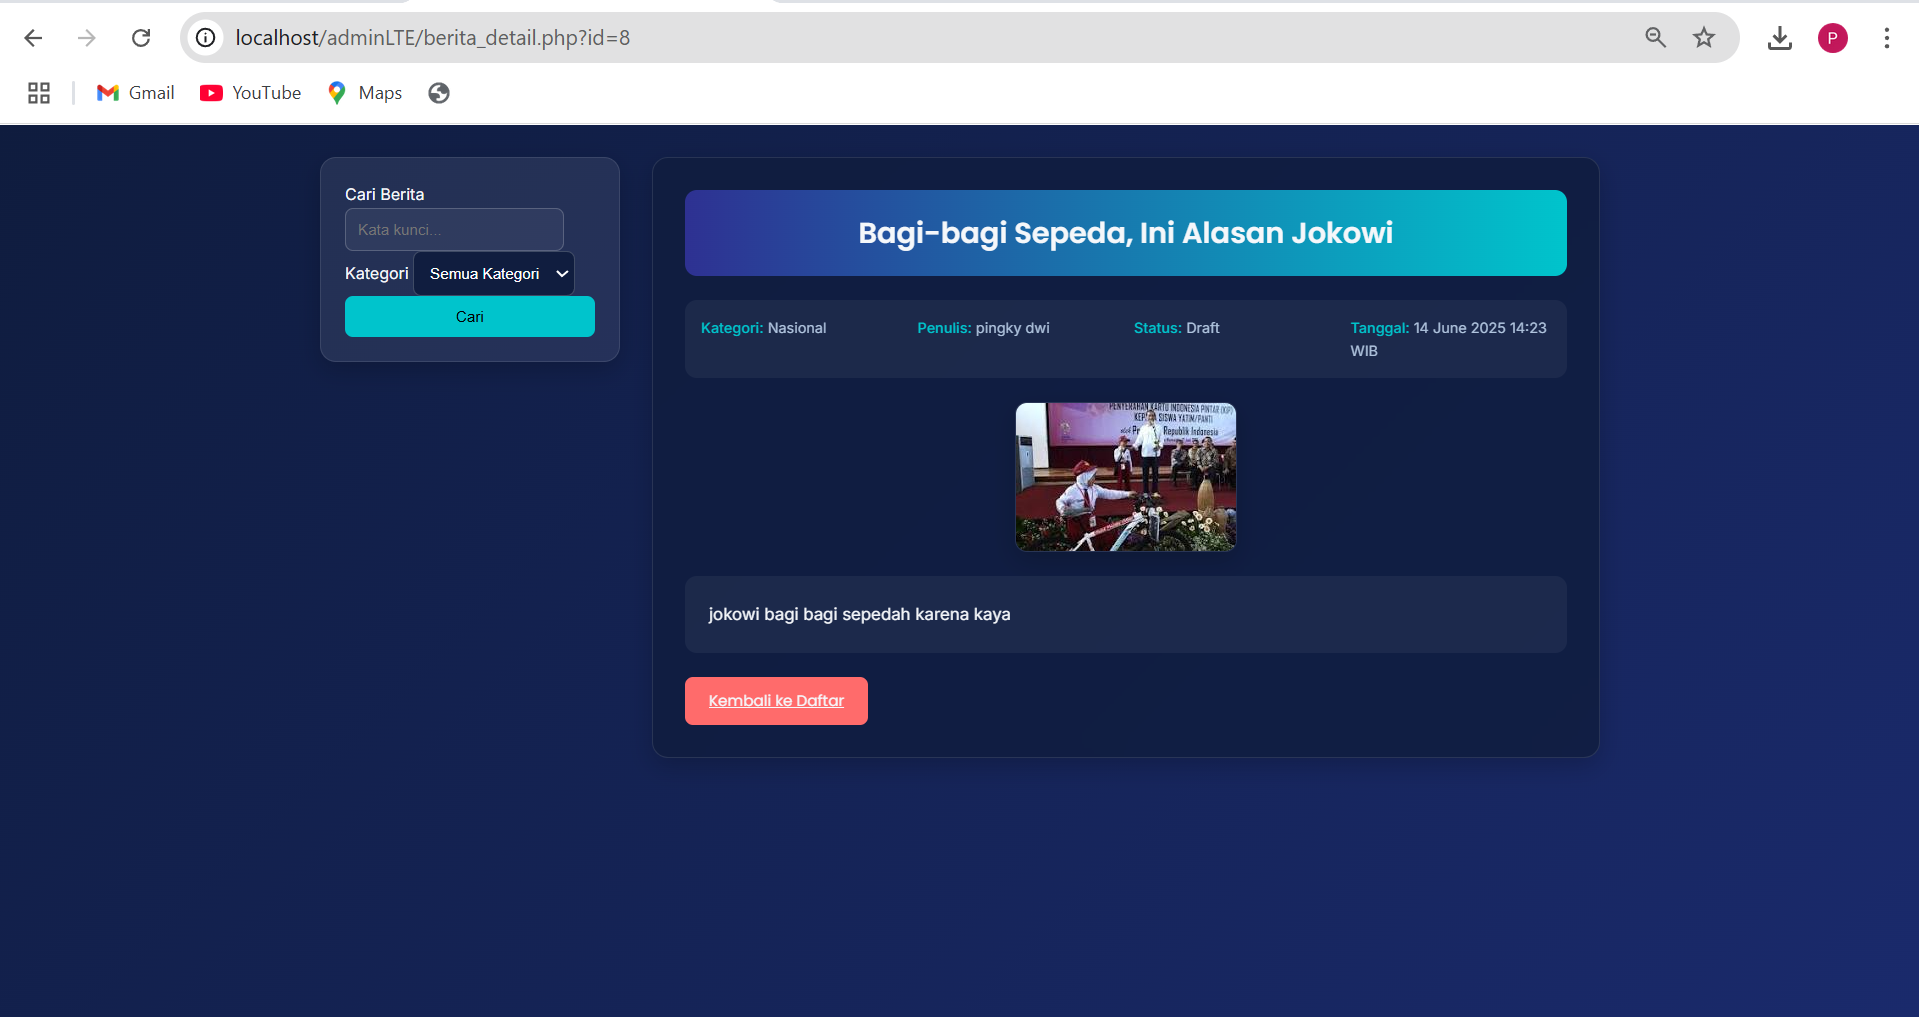 localhost/adminLTE/berita_detail.php?id=8
P
Gmail
YouTube
Maps
Cari Berita
Kata kunci...
Kategori
Semua Kategori
Cari
Bagi-bagi Sepeda, Ini Alasan Jokowi
Kategori: Nasional
Penulis: pingky dwi
Status: Draft
Tanggal: 14 June 2025 14:23
WIB
PENYERAHAN KARTU INDONESIA PINTAR (KIP)
SISWA YATIM/PANTI
Republik Indonesia
jokowi bagi bagi sepedah karena kaya
Kembali ke Daftar